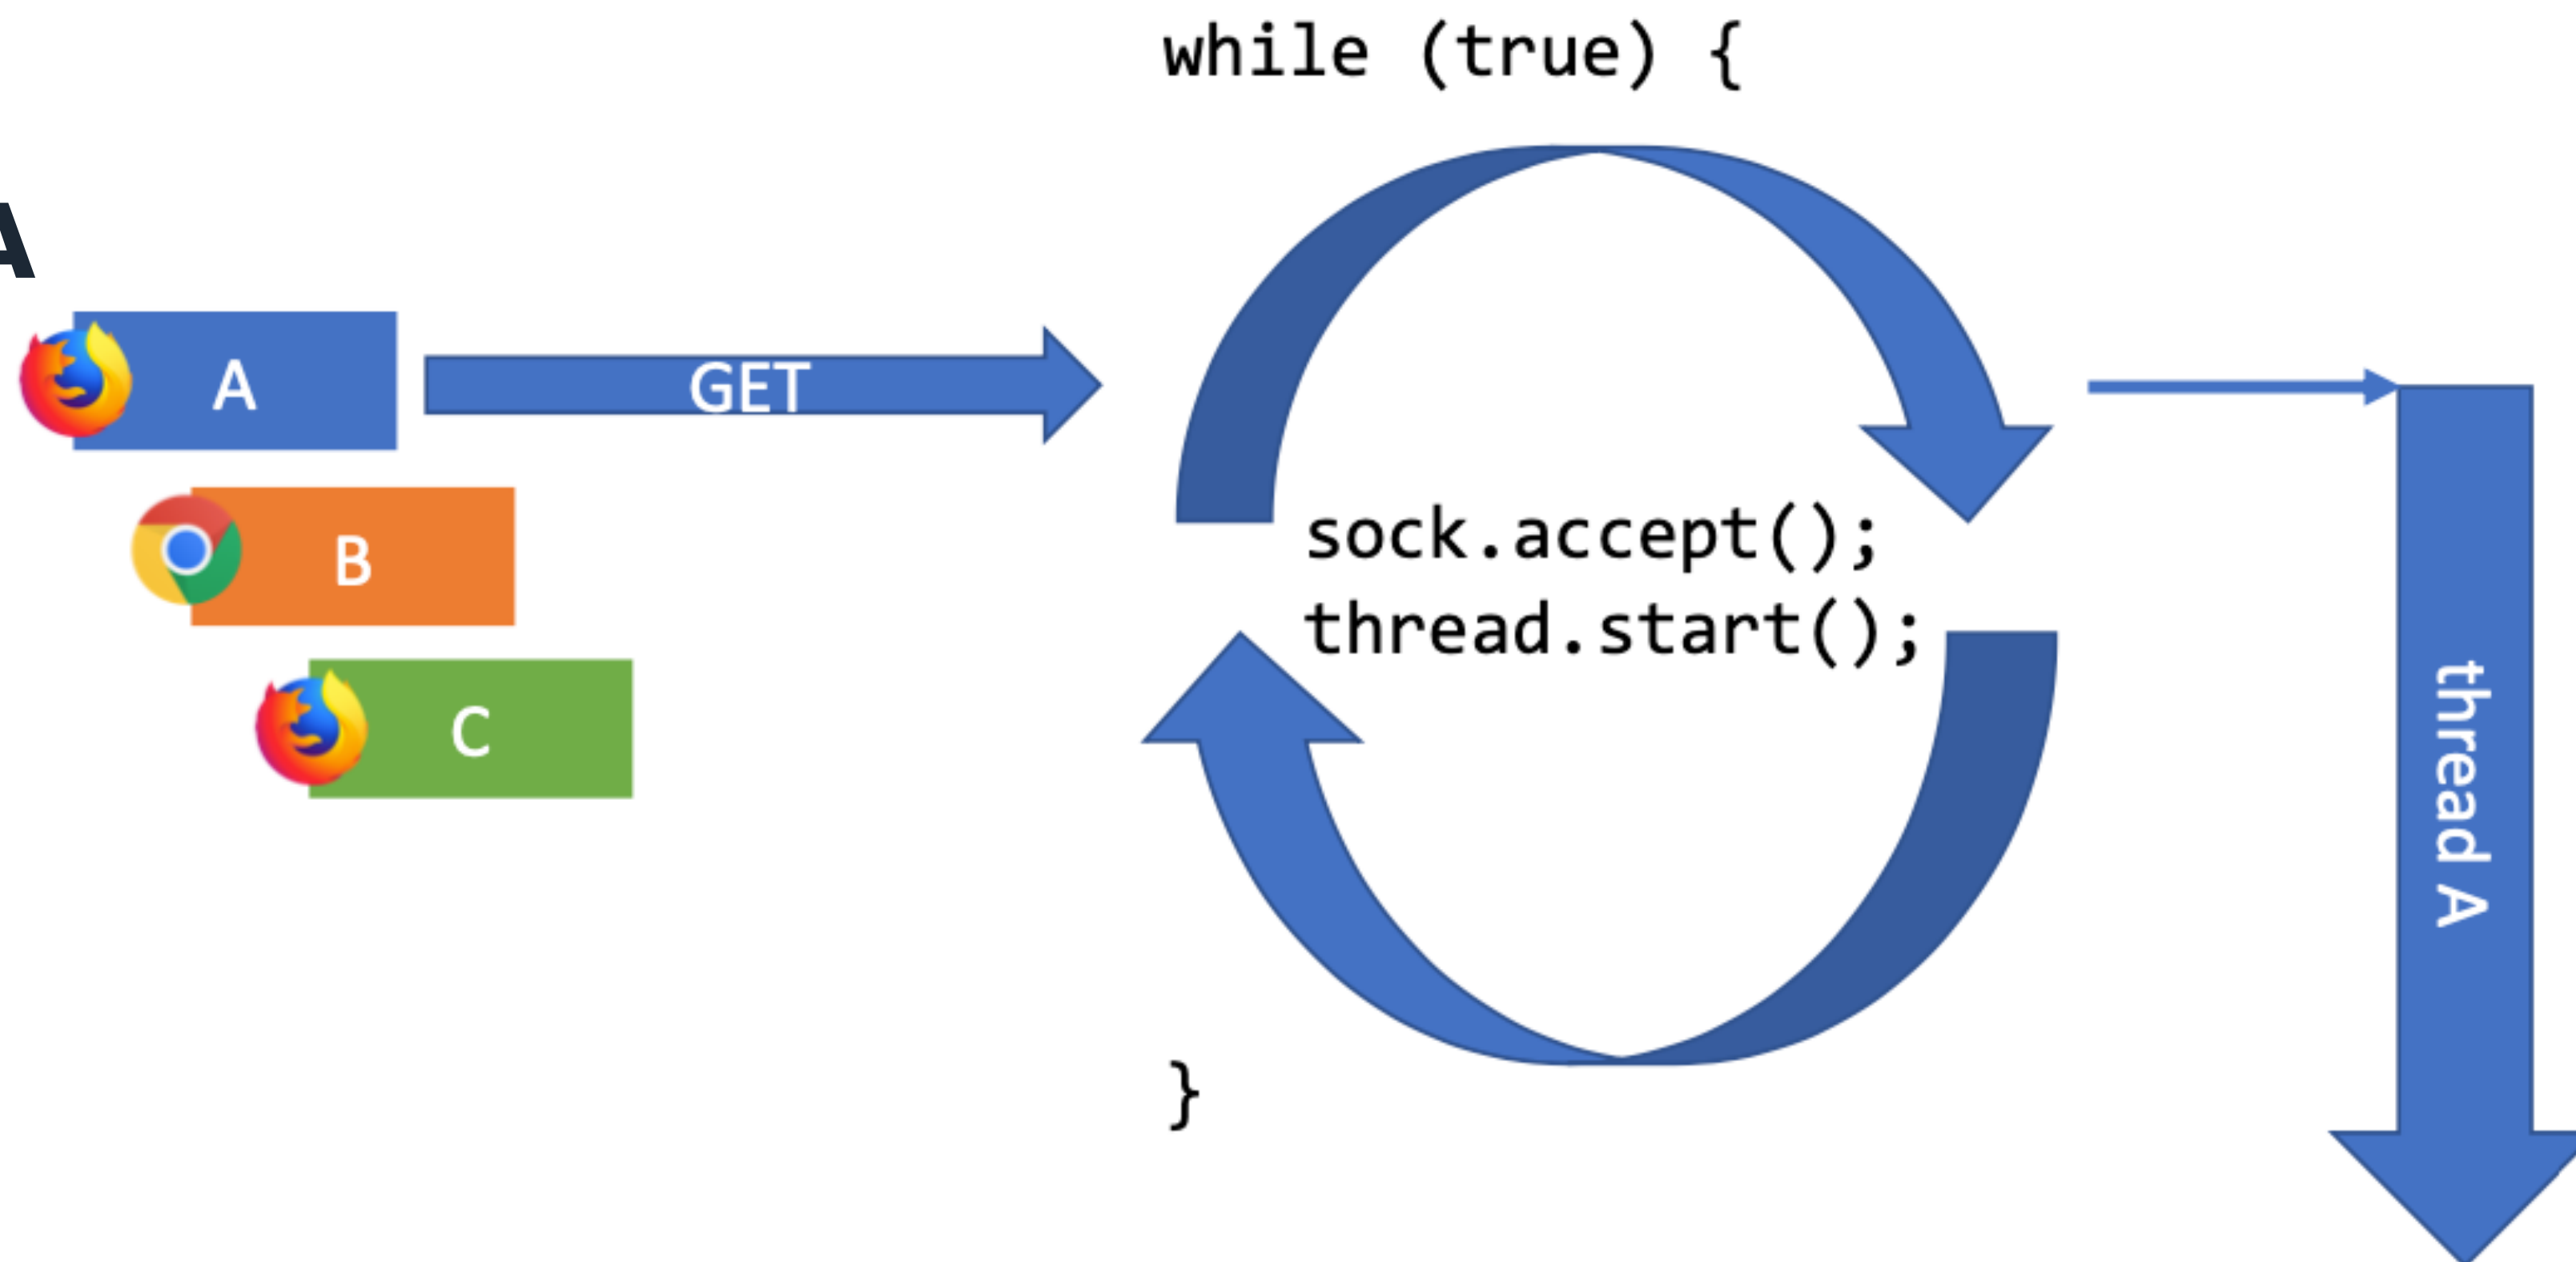 while (true) {
A
A
GET
B
sock.accept();
thread.start();
C
thread A
}